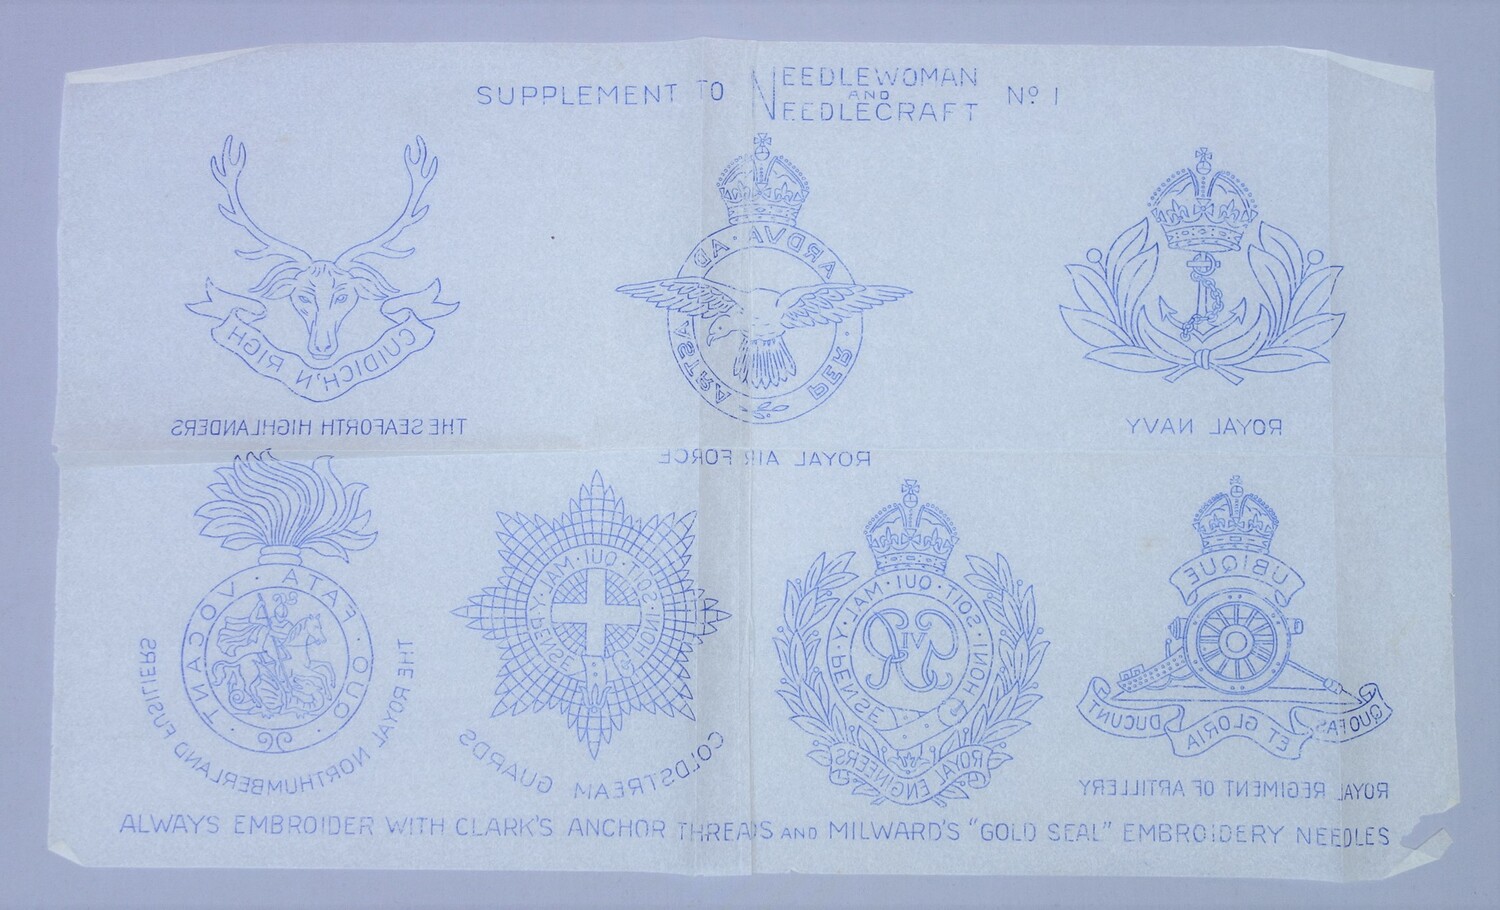 SUPPLEMENT TO NEEDLEWOMAN AND NEEDLECRAFT Nº 1
CUIDICH'N RIGH
THE SEAFORTH HIGHLANDERS
PER · ARDVA · AD ASTRA
ROYAL AIR FORCE
ROYAL NAVY
QUO · FATA · VOCANT
THE ROYAL NORTHUMBERLAND FUSILIERS
HONI · SOIT · QUI · MAL · Y · PENSE
COLDSTREAM GUARDS
HONI · SOIT · QUI · MAL · Y · PENSE
GR VI
ROYAL ENGINEERS
UBIQUE
QUO FAS ET GLORIA DUCUNT
ROYAL REGIMENT OF ARTILLERY
ALWAYS EMBROIDER WITH CLARK'S ANCHOR THREADS AND MILWARD'S "GOLD SEAL" EMBROIDERY NEEDLES